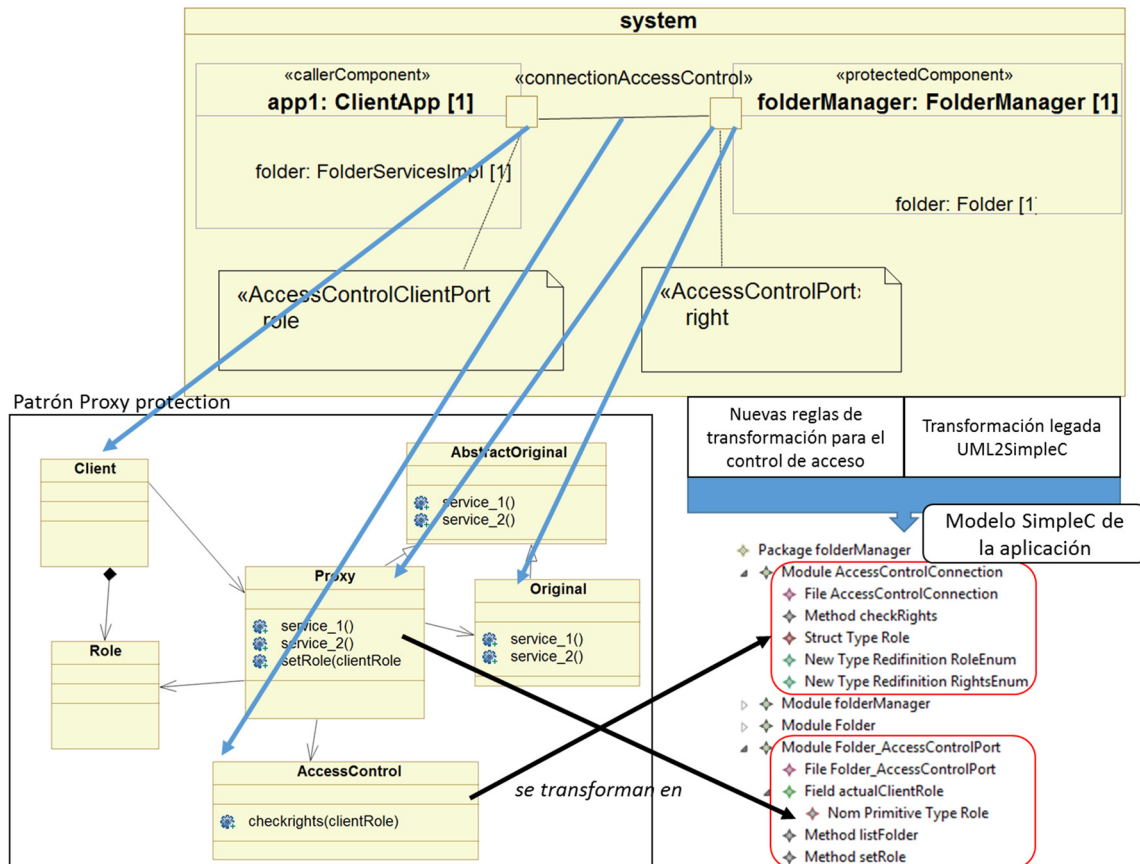 system
«callerComponent»
app1: ClientApp [1]
folder: FolderServicesImpl [1]
«connectionAccessControl»
«protectedComponent»
folderManager: FolderManager [1]
folder: Folder [1]
«AccessControlClientPort
role
«AccessControlPort»
right
Patrón Proxy protection
Client
AbstractOriginal
service_1()
service_2()
Proxy
service_1()
service_2()
setRole(clientRole
Original
service_1()
service_2()
Role
AccessControl
checkrights(clientRole)
se transforman en
Nuevas reglas de
transformación para el
control de acceso
Transformación legada
UML2SimpleC
Modelo SimpleC de
la aplicación
Package folderManager
Module AccessControlConnection
File AccessControlConnection
Method checkRights
Struct Type Role
New Type Redifinition RoleEnum
New Type Redifinition RightsEnum
Module folderManager
Module Folder
Module Folder_AccessControlPort
File Folder_AccessControlPort
Field actualClientRole
Nom Primitive Type Role
Method listFolder
Method setRole